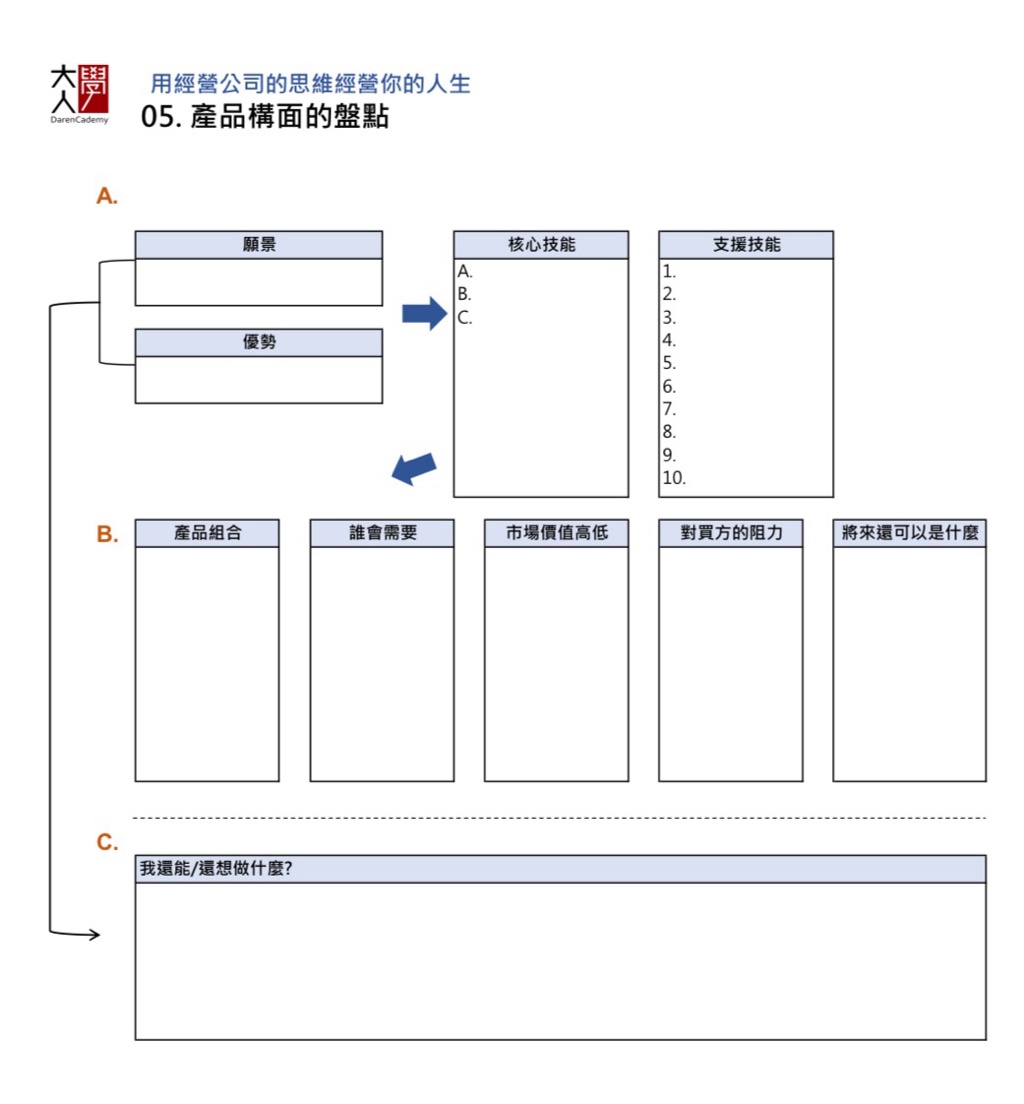 大學
人
DarenCademy
用經營公司的思維經營你的人生
05. 產品構面的盤點
A.
願景
優勢
核心技能
A.
B.
C.
支援技能
1.
2.
3.
4.
5.
6.
7.
8.
9.
10.
B.
產品組合
誰會需要
市場價值高低
對買方的阻力
將來還可以是什麼
C.
我還能/還想做什麼?